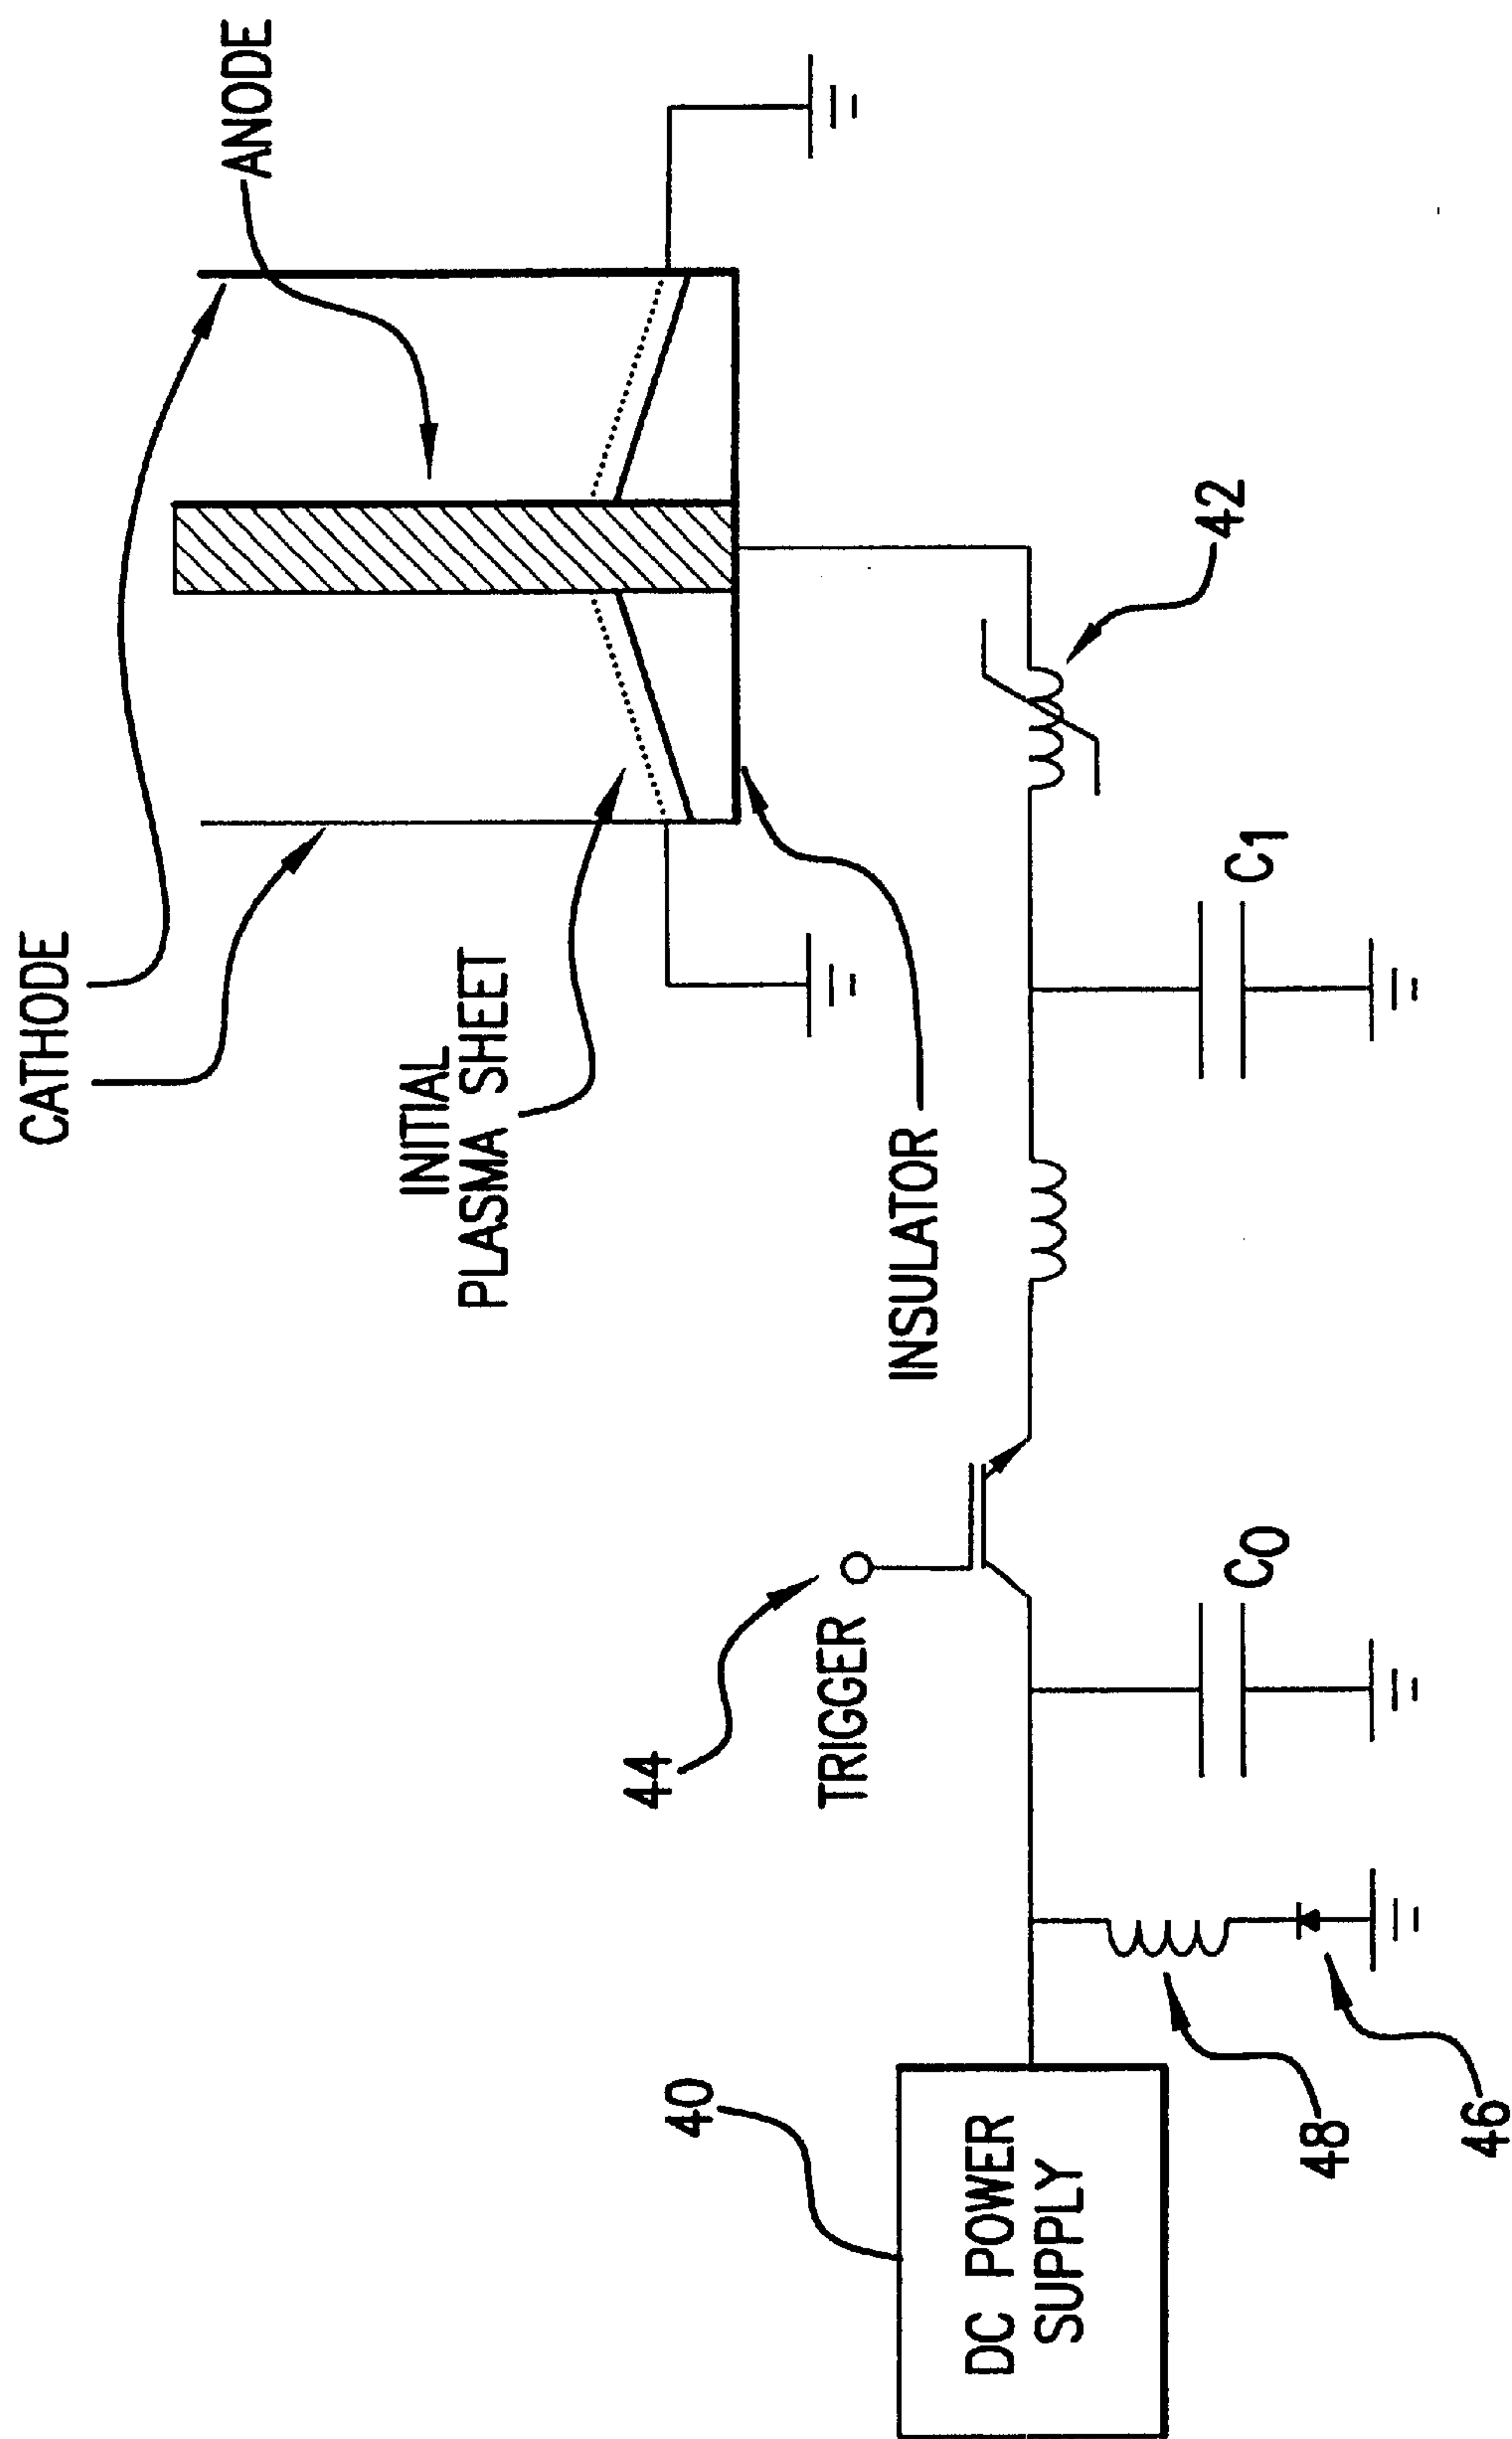 CATHODE
ANODE
INITIAL
PLASMA SHEET
INSULATOR
42
44
TRIGGER
C1
C0
40
DC POWER
SUPPLY
48
46